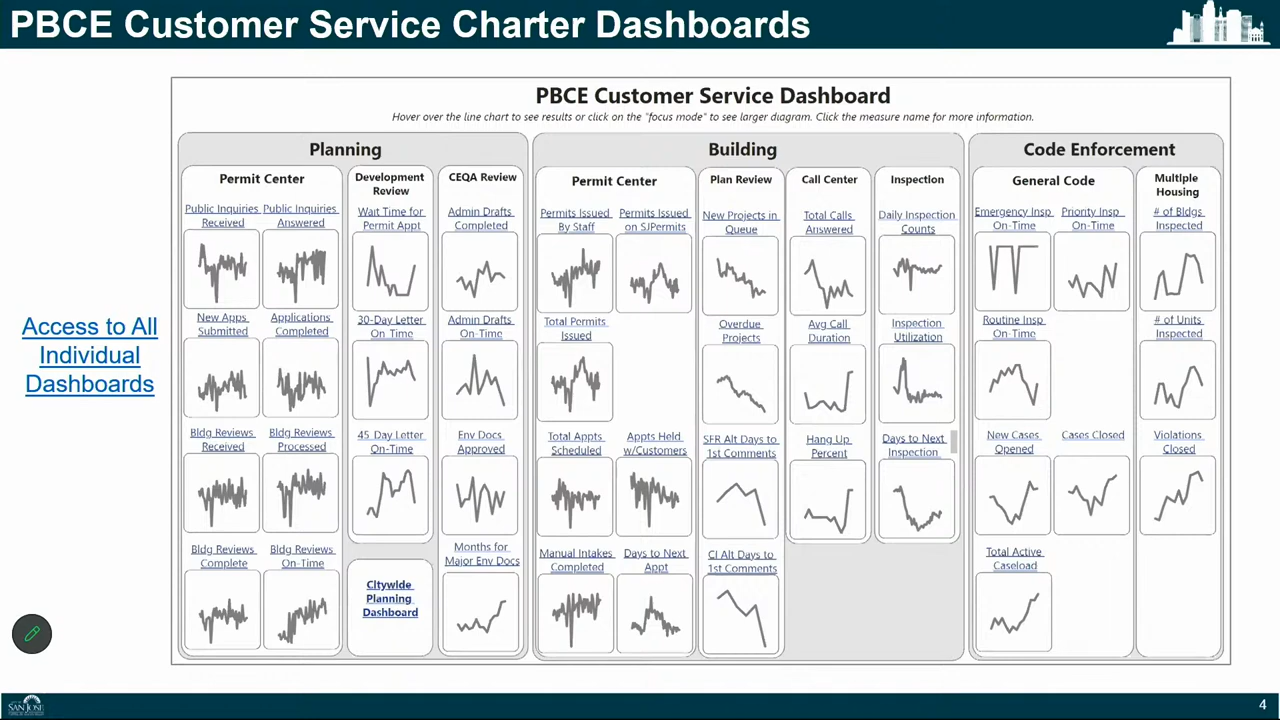 PBCE Customer Service Charter Dashboards
PBCE Customer Service Dashboard
Hover over the line chart to see results or click on the "focus mode" to see larger diagram. Click the measure name for more information.
Access to All
Individual
Dashboards
Planning
Permit Center
Public Inquiries
Received
Public Inquiries
Answered
New Apps
Submitted
Applications
Completed
Bldg Reviews
Received
Bldg Reviews
Processed
Bldg Reviews
Complete
Bldg Reviews
On-Time
Development
Review
Wait Time for
Permit Appt
30-Day Letter
On-Time
45 Day Letter
On-Time
Citywide
Planning
Dashboard
CEQA Review
Admin Drafts
Completed
Admin Drafts
On-Time
Env Docs
Approved
Months for
Major Env Docs
Building
Permit Center
Permits Issued
By Staff
Permits Issued
on SJPermits
Total Permits
Issued
Total Appts
Scheduled
Appts Held
w/Customers
Manual Intakes
Completed
Days to Next
Appt
Plan Review
New Projects in
Queue
Overdue
Projects
SFR Alt Days to
1st Comments
CI Alt Days to
1st Comments
Call Center
Total Calls
Answered
Avg Call
Duration
Hang Up
Percent
Inspection
Daily Inspection
Counts
Inspection
Utilization
Days to Next
Inspection
Code Enforcement
General Code
Emergency Insp
On-Time
Priority Insp
On-Time
Routine Insp
On-Time
New Cases
Opened
Cases Closed
Total Active
Caseload
Multiple
Housing
# of Bldgs
Inspected
# of Units
Inspected
Violations
Closed
SAN JOSE
4